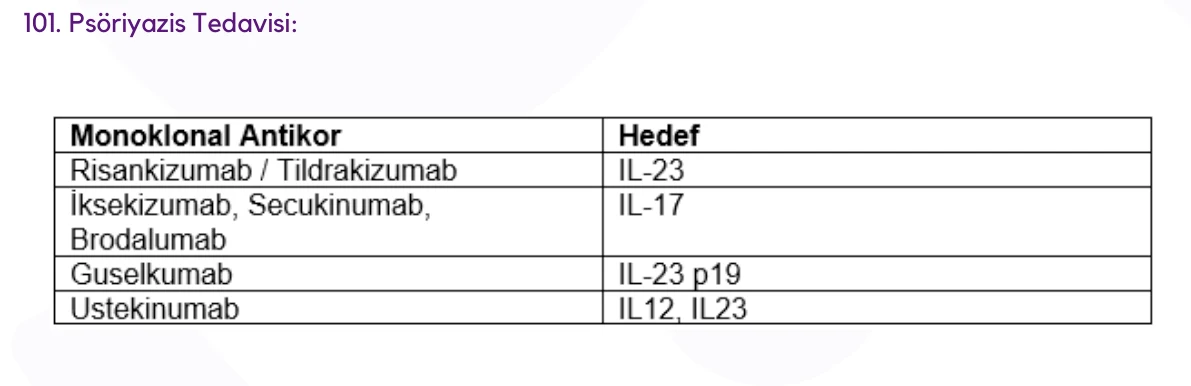 101. Psöriyazis Tedavisi:
Monoklonal Antikor Hedef
Risankizumab / Tildrakizumab IL-23
İksekizumab, Secukinumab, IL-17
Brodalumab
Guselkumab IL-23 p19
Ustekinumab IL12, IL23